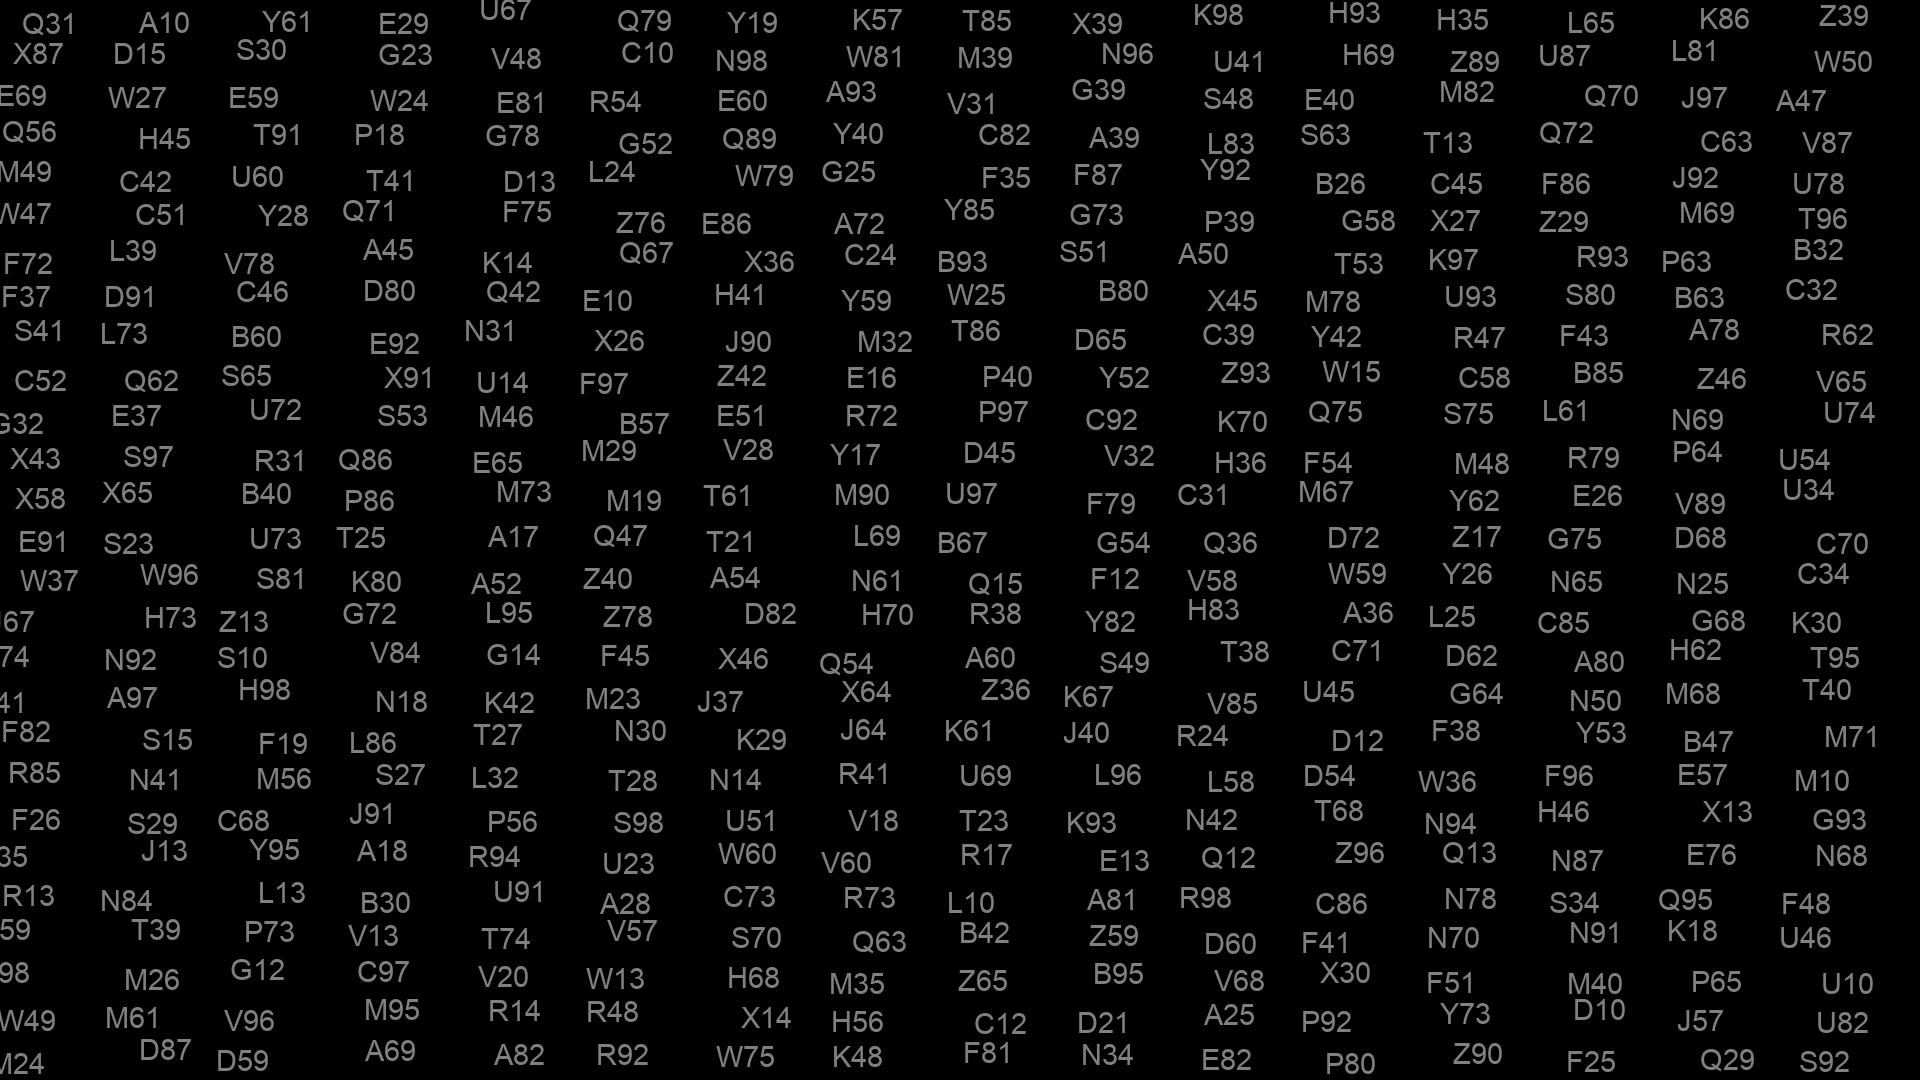 Q31 A10 Y61 E29 U67 Q79 Y19 K57 T85 X39 K98 H93 H35 L65 K86 Z39
X87 D15 S30 G23 V48 C10 N98 W81 M39 N96 U41 H69 Z89 U87 L81 W50
E69 W27 E59 W24 E81 R54 E60 A93 V31 G39 S48 E40 M82 Q70 J97 A47
Q56 H45 T91 P18 G78 G52 Q89 Y40 C82 A39 L83 S63 T13 Q72 C63 V87
M49 C42 U60 T41 D13 L24 W79 G25 F35 F87 Y92 B26 C45 F86 J92 U78
W47 C51 Y28 Q71 F75 Z76 E86 A72 Y85 G73 P39 G58 X27 Z29 M69 T96
F72 L39 V78 A45 K14 Q67 X36 C24 B93 S51 A50 T53 K97 R93 P63 B32
F37 D91 C46 D80 Q42 E10 H41 Y59 W25 B80 X45 M78 U93 S80 B63 C32
S41 L73 B60 E92 N31 X26 J90 M32 T86 D65 C39 Y42 R47 F43 A78 R62
C52 Q62 S65 X91 U14 F97 Z42 E16 P40 Y52 Z93 W15 C58 B85 Z46 V65
G32 E37 U72 S53 M46 B57 E51 R72 P97 C92 K70 Q75 S75 L61 N69 U74
X43 S97 R31 Q86 E65 M29 V28 Y17 D45 V32 H36 F54 M48 R79 P64 U54
X58 X65 B40 P86 M73 M19 T61 M90 U97 F79 C31 M67 Y62 E26 V89 U34
E91 S23 U73 T25 A17 Q47 T21 L69 B67 G54 Q36 D72 Z17 G75 D68 C70
W37 W96 S81 K80 A52 Z40 A54 N61 Q15 F12 V58 W59 Y26 N65 N25 C34
67 H73 Z13 G72 L95 Z78 D82 H70 R38 Y82 H83 A36 L25 C85 G68 K30
74 N92 S10 V84 G14 F45 X46 Q54 A60 S49 T38 C71 D62 A80 H62 T95
41 A97 H98 N18 K42 M23 J37 X64 Z36 K67 V85 U45 G64 N50 M68 T40
F82 S15 F19 L86 T27 N30 K29 J64 K61 J40 R24 D12 F38 Y53 B47 M71
R85 N41 M56 S27 L32 T28 N14 R41 U69 L96 L58 D54 W36 F96 E57 M10
F26 S29 C68 J91 P56 S98 U51 V18 T23 K93 N42 T68 N94 H46 X13 G93
35 J13 Y95 A18 R94 U23 W60 V60 R17 E13 Q12 Z96 Q13 N87 E76 N68
R13 N84 L13 B30 U91 A28 C73 R73 L10 A81 R98 C86 N78 S34 Q95 F48
59 T39 P73 V13 T74 V57 S70 Q63 B42 Z59 D60 F41 N70 N91 K18 U46
98 M26 G12 C97 V20 W13 H68 M35 Z65 B95 V68 X30 F51 M40 P65 U10
W49 M61 V96 M95 R14 R48 X14 H56 C12 D21 A25 P92 Y73 D10 J57 U82
M24 D87 D59 A69 A82 R92 W75 K48 F81 N34 E82 P80 Z90 F25 Q29 S92